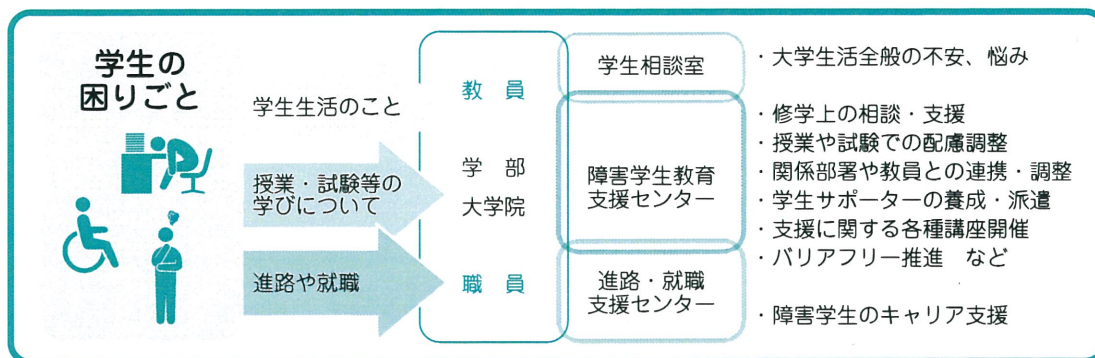 学生の
困りごと
学生生活のこと
授業・試験等の
学びについて
進路や就職
教員
学部
大学院
職員
学生相談室
障害学生教育
支援センター
進路・就職
支援センター
・大学生活全般の不安、悩み
・修学上の相談・支援
・授業や試験での配慮調整
・関係部署や教員との連携・調整
・学生サポーターの養成・派遣
・支援に関する各種講座開催
・バリアフリー推進 など
・障害学生のキャリア支援